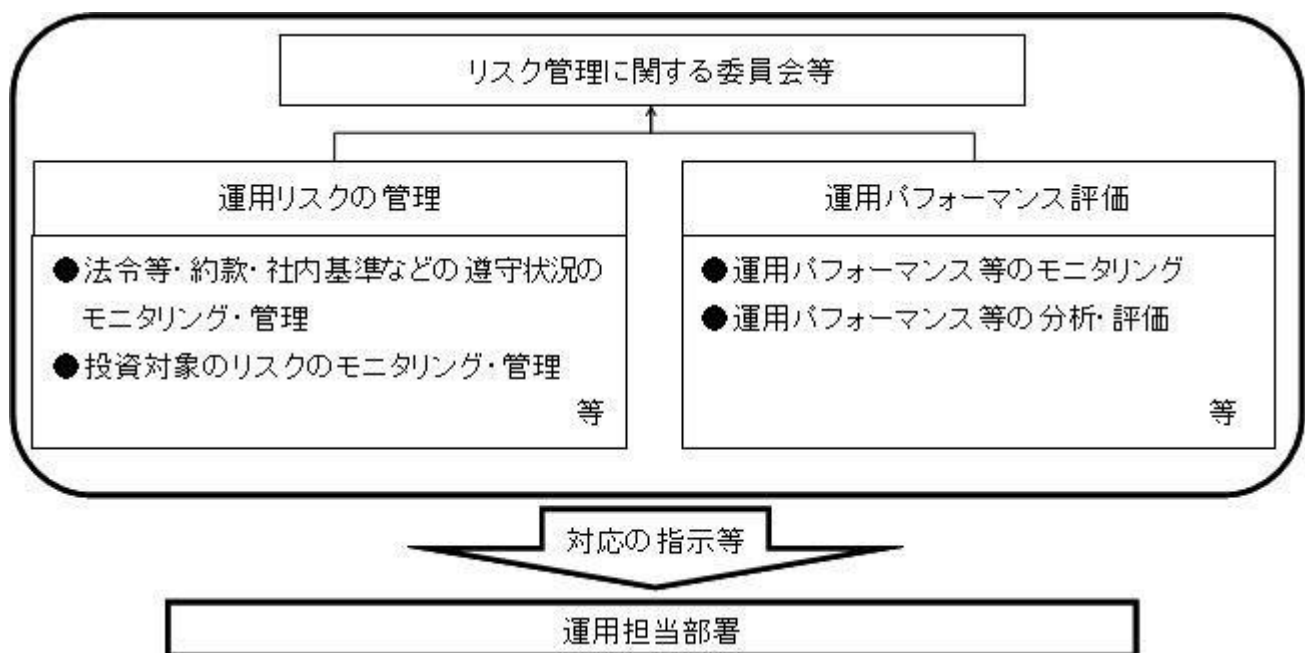 リスク管理に関する委員会等
運用リスクの管理
●法令等・約款・社内基準などの遵守状況の
モニタリング・管理
●投資対象のリスクのモニタリング・管理
等
運用パフォーマンス評価
●運用パフォーマンス等のモニタリング
●運用パフォーマンス等の分析・評価
等
対応の指示等
運用担当部署